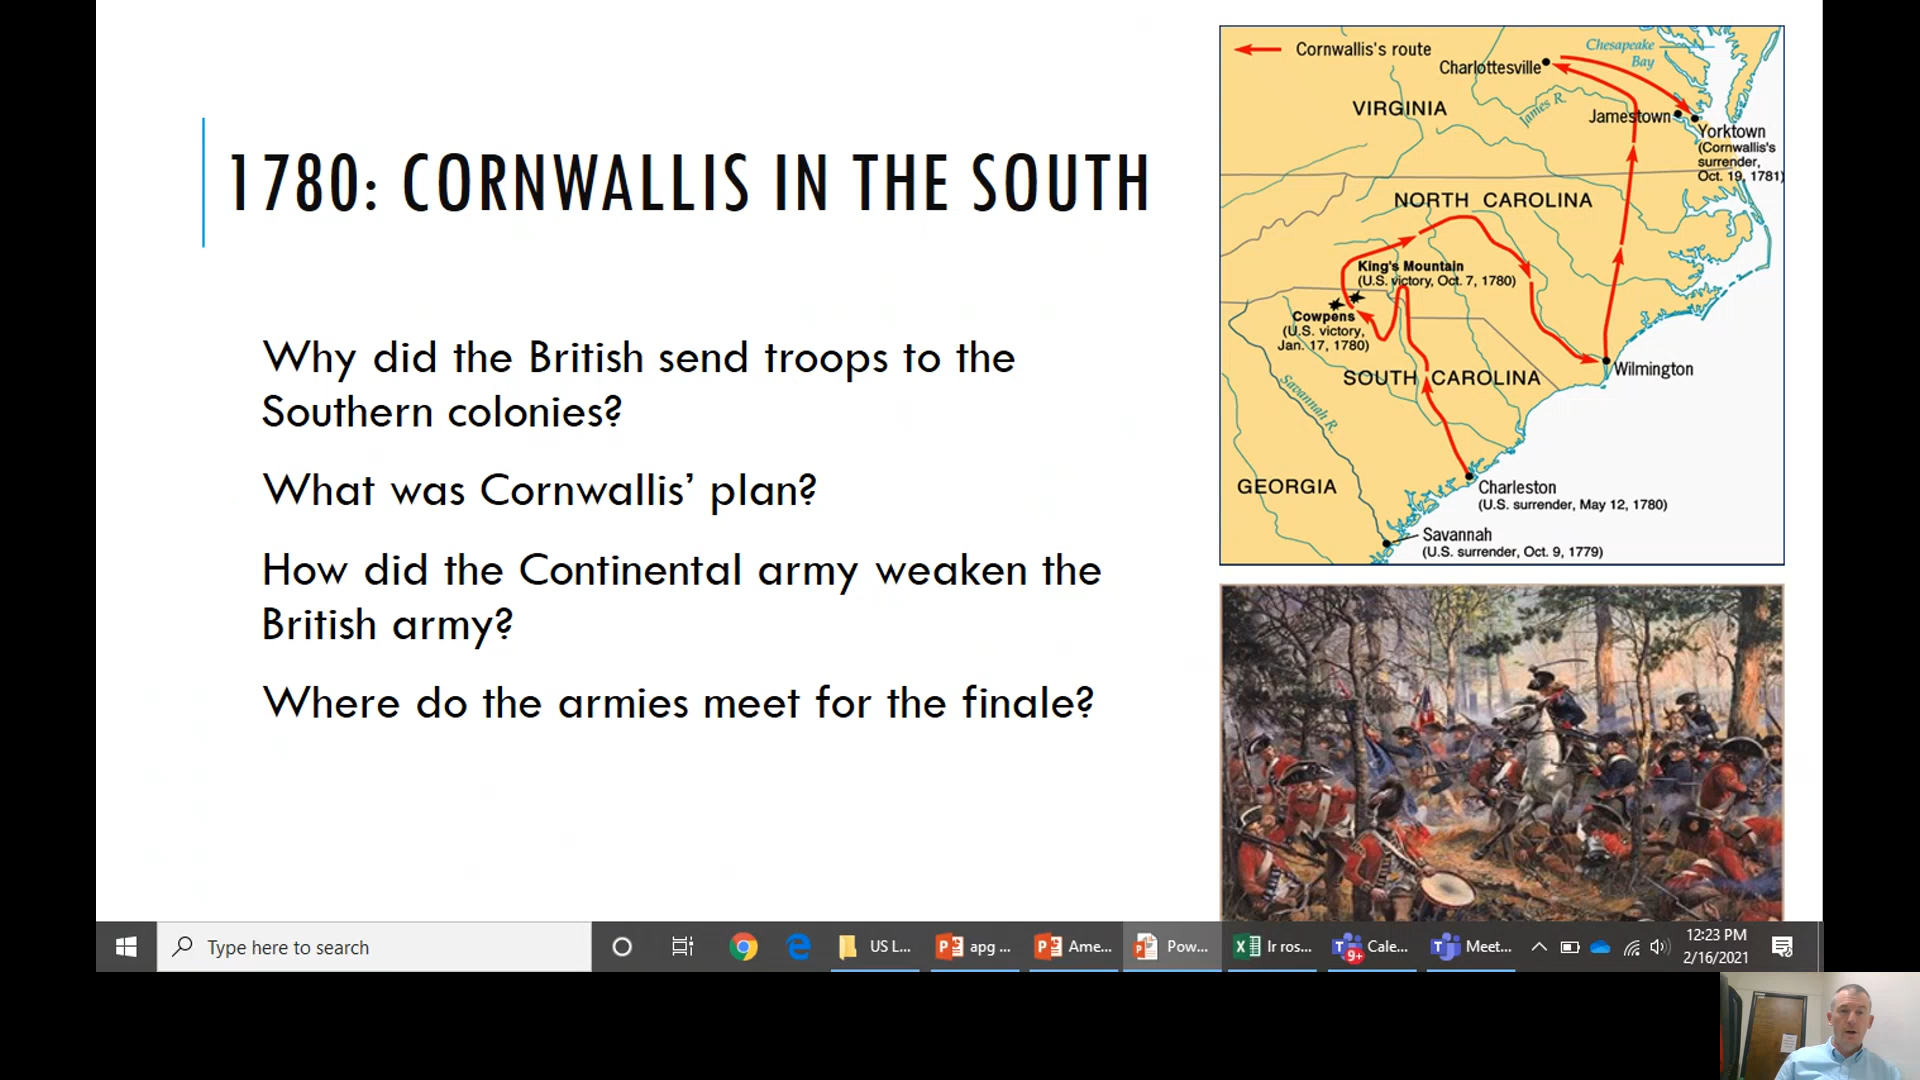 1780: CORNWALLIS IN THE SOUTH
Why did the British send troops to the
Southern colonies?
What was Cornwallis’ plan?
How did the Continental army weaken the
British army?
Where do the armies meet for the finale?
Cornwallis's route
Chesapeake
Bay
Charlottesville
VIRGINIA
James R.
Jamestown
Yorktown
(Cornwallis's
surrender,
Oct. 19, 1781)
NORTH CAROLINA
King's Mountain
(U.S. victory, Oct. 7, 1780)
Cowpens
(U.S. victory,
Jan. 17, 1780)
Wilmington
SOUTH CAROLINA
Savannah R.
GEORGIA
Charleston
(U.S. surrender, May 12, 1780)
Savannah
(U.S. surrender, Oct. 9, 1779)
Type here to search
US L...
apg ...
Ame...
Pow...
Ir ros...
9+
Cale...
Meet...
12:23 PM
2/16/2021